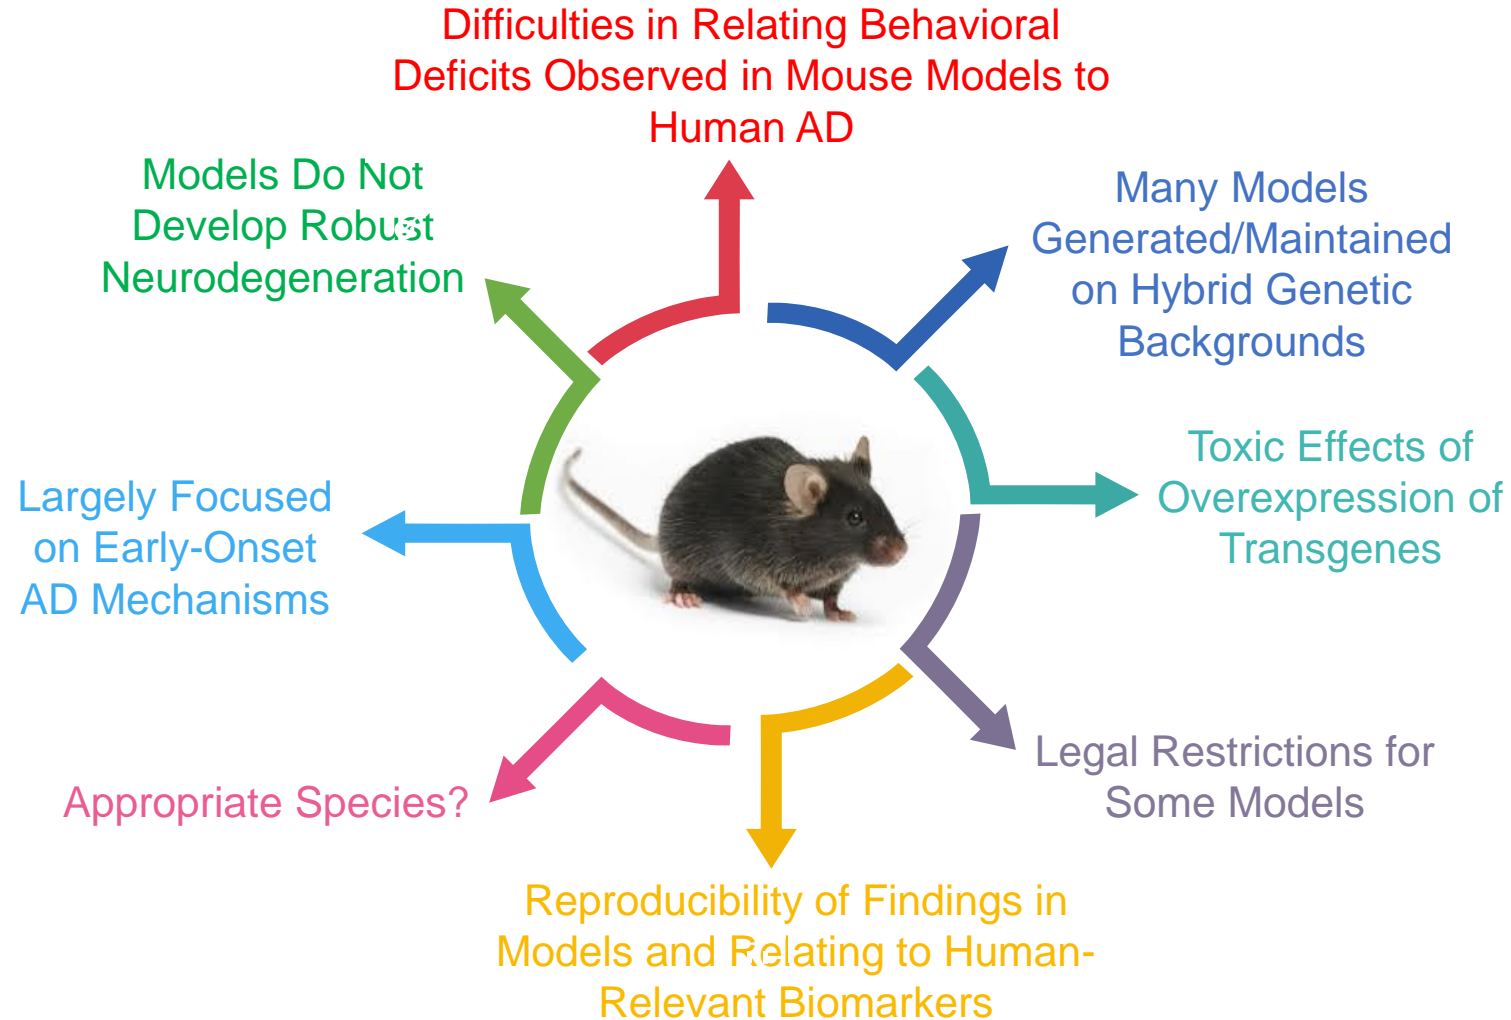 Difficulties in Relating Behavioral
Deficits Observed in Mouse Models to
Human AD
Many Models
Generated/Maintained
on Hybrid Genetic
Backgrounds
Toxic Effects of
Overexpression of
Transgenes
Legal Restrictions for
Some Models
Reproducibility of Findings in
Models and Relating to Human-
Relevant Biomarkers
Appropriate Species?
Largely Focused
on Early-Onset
AD Mechanisms
Models Do Not
Develop Robust
Neurodegeneration